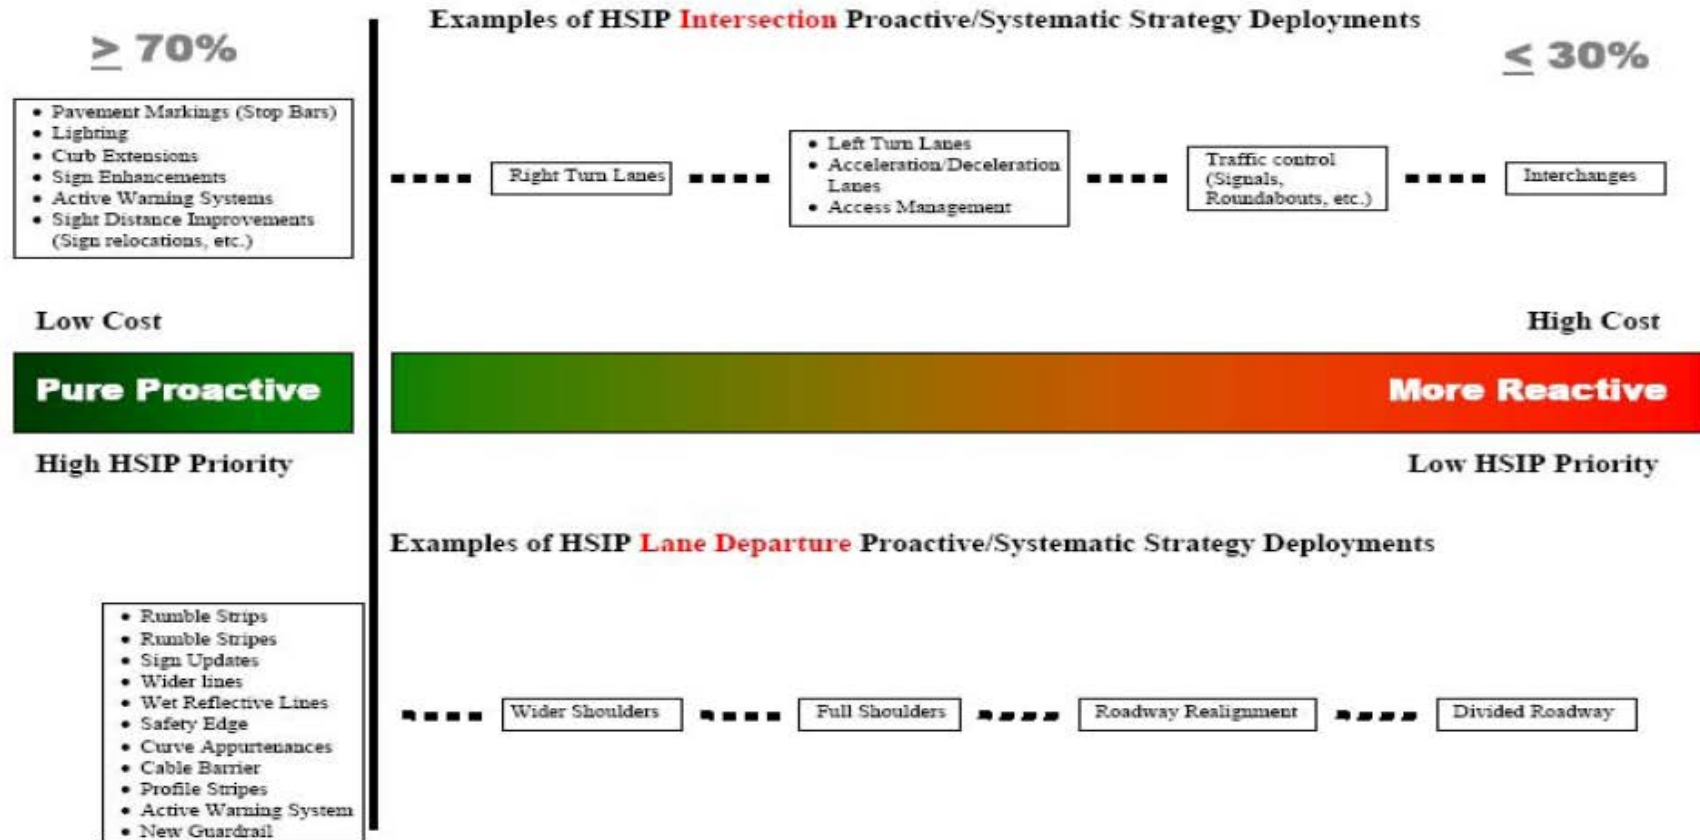 Examples of HSIP Intersection Proactive/Systematic Strategy Deployments
≥ 70%
≤ 30%
• Pavement Markings (Stop Bars)
• Lighting
• Curb Extensions
• Sign Enhancements
• Active Warning Systems
• Sight Distance Improvements
(Sign relocations, etc.)
Right Turn Lanes
• Left Turn Lanes
• Acceleration/Deceleration
Lanes
• Access Management
Traffic control
(Signals,
Roundabouts, etc.)
Interchanges
Low Cost
High Cost
Pure Proactive
More Reactive
High HSIP Priority
Low HSIP Priority
Examples of HSIP Lane Departure Proactive/Systematic Strategy Deployments
• Rumble Strips
• Rumble Stripes
• Sign Updates
• Wider lines
• Wet Reflective Lines
• Safety Edge
• Curve Appurtenances
• Cable Barrier
• Profile Stripes
• Active Warning System
• New Guardrail
Wider Shoulders
Full Shoulders
Roadway Realignment
Divided Roadway